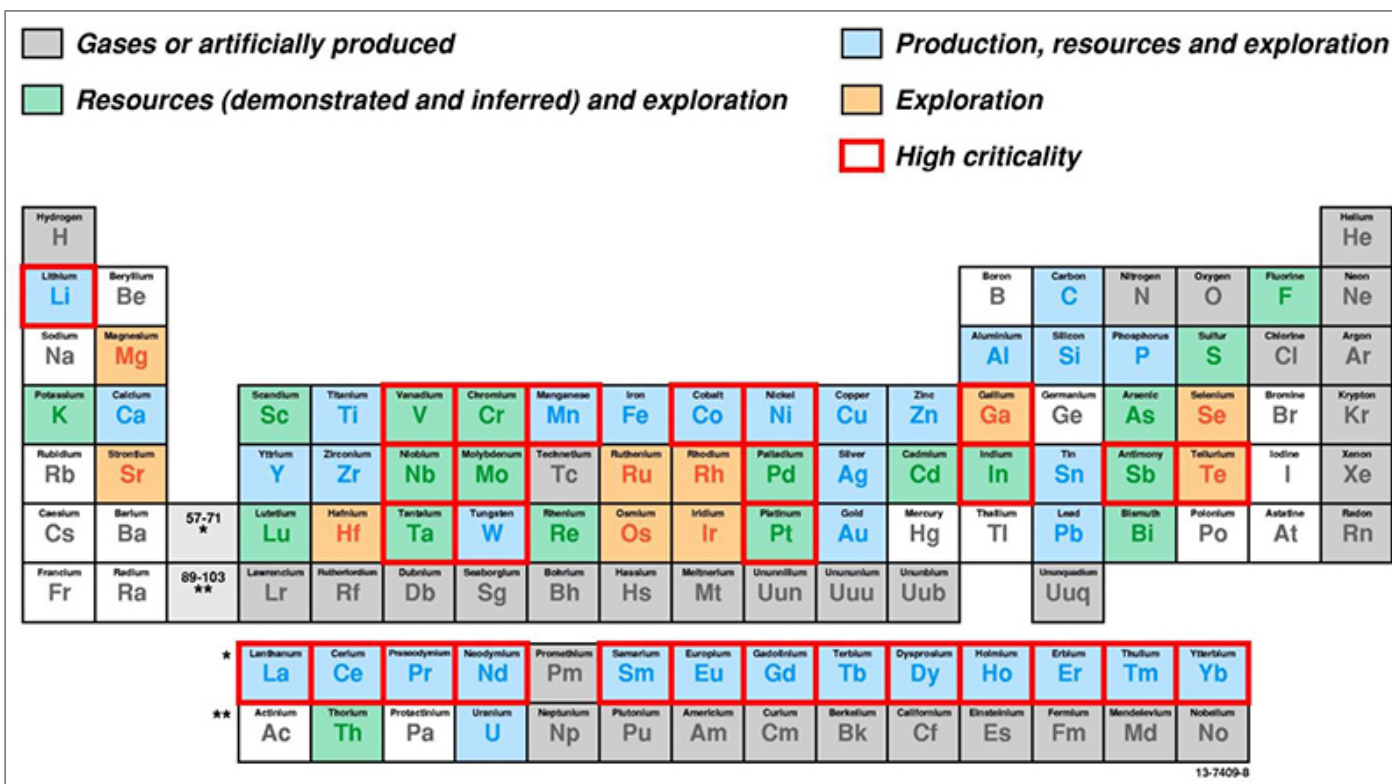 Gases or artificially produced
Production, resources and exploration
Resources (demonstrated and inferred) and exploration
Exploration
High criticality
Hydrogen Helium
H He
Lithium Beryllium Boron Carbon Nitrogen Oxygen Fluorine Neon
Li Be B C N O F Ne
Sodium Magnesium Aluminium Silicon Phosphorus Sulfur Chlorine Argon
Na Mg Al Si P S Cl Ar
Potassium Calcium Scandium Titanium Vanadium Chromium Manganese Iron Cobalt Nickel Copper Zinc Gallium Germanium Arsenic Selenium Bromine Krypton
K Ca Sc Ti V Cr Mn Fe Co Ni Cu Zn Ga Ge As Se Br Kr
Rubidium Strontium Yttrium Zirconium Niobium Molybdenum Technetium Ruthenium Rhodium Palladium Silver Cadmium Indium Tin Antimony Tellurium Iodine Xenon
Rb Sr Y Zr Nb Mo Tc Ru Rh Pd Ag Cd In Sn Sb Te I Xe
Caesium Barium 57-71 Lutetium Hafnium Tantalum Tungsten Rhenium Osmium Iridium Platinum Gold Mercury Thallium Lead Bismuth Polonium Astatine Radon
Cs Ba * Lu Hf Ta W Re Os Ir Pt Au Hg Tl Pb Bi Po At Rn
Francium Radium 89-103 Lawrencium Rutherfordium Dubnium Seaborgium Bohrium Hassium Meitnerium Ununnilium Unununium Ununbium Ununquadium
Fr Ra ** Lr Rf Db Sg Bh Hs Mt Uun Uuu Uub Uuq
* Lanthanum Cerium Praseodymium Neodymium Promethium Samarium Europium Gadolinium Terbium Dysprosium Holmium Erbium Thullium Ytterbium
La Ce Pr Nd Pm Sm Eu Gd Tb Dy Ho Er Tm Yb
** Actinium Thorium Protactinium Uranium Neptunium Plutonium Americium Curium Berkelium Californium Einsteinium Fermium Mendelevium Nobelium
Ac Th Pa U Np Pu Am Cm Bk Cf Es Fm Md No
13-7409-8